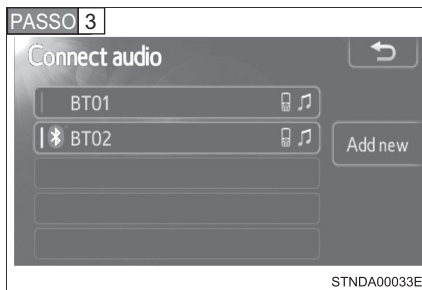 PASSO 3
Connect audio
BT01
BT02
Add new
STNDA00033E